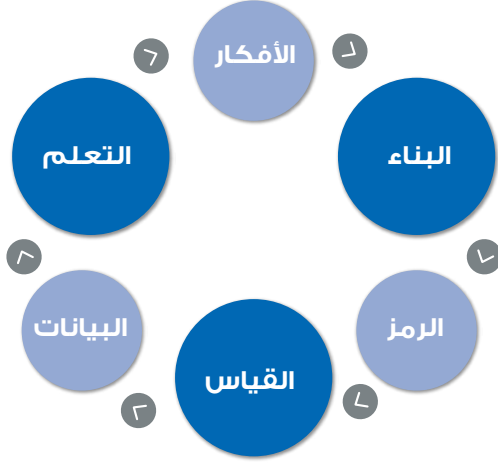 الأفكار
البناء
التعلم
الرمز
البيانات
القياس